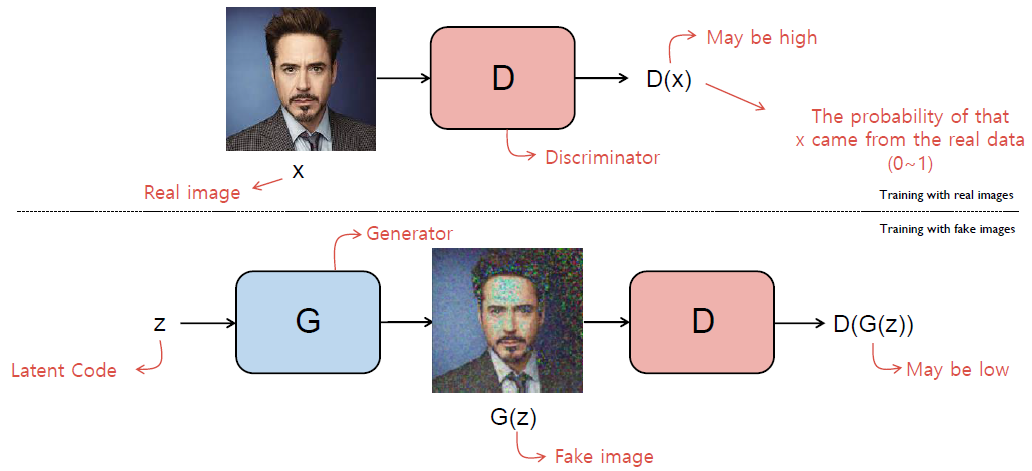 D
D(x)
May be high
The probability of that
x came from the real data
(0~1)
Discriminator
x
Real image
Training with real images
Training with fake images
Generator
z
G
D
D(G(z))
Latent Code
May be low
G(z)
Fake image